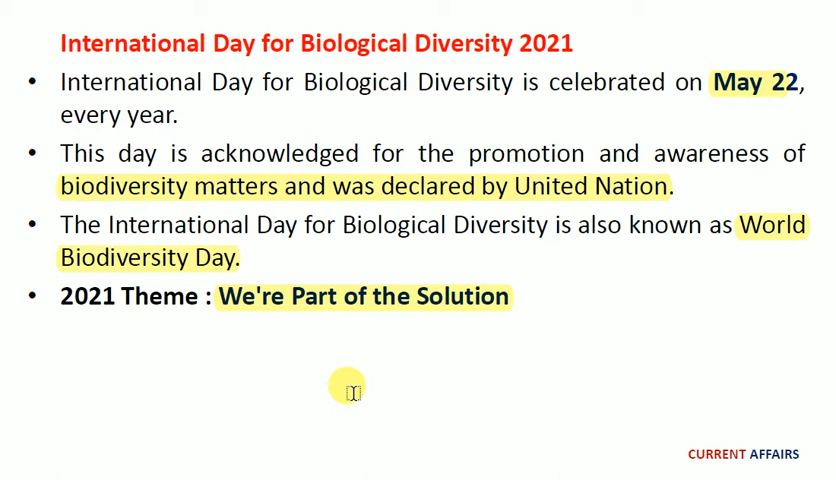 International Day for Biological Diversity 2021
• International Day for Biological Diversity is celebrated on May 22,
every year.
• This day is acknowledged for the promotion and awareness of
biodiversity matters and was declared by United Nation.
• The International Day for Biological Diversity is also known as World
Biodiversity Day.
• 2021 Theme : We're Part of the Solution
CURRENT AFFAIRS